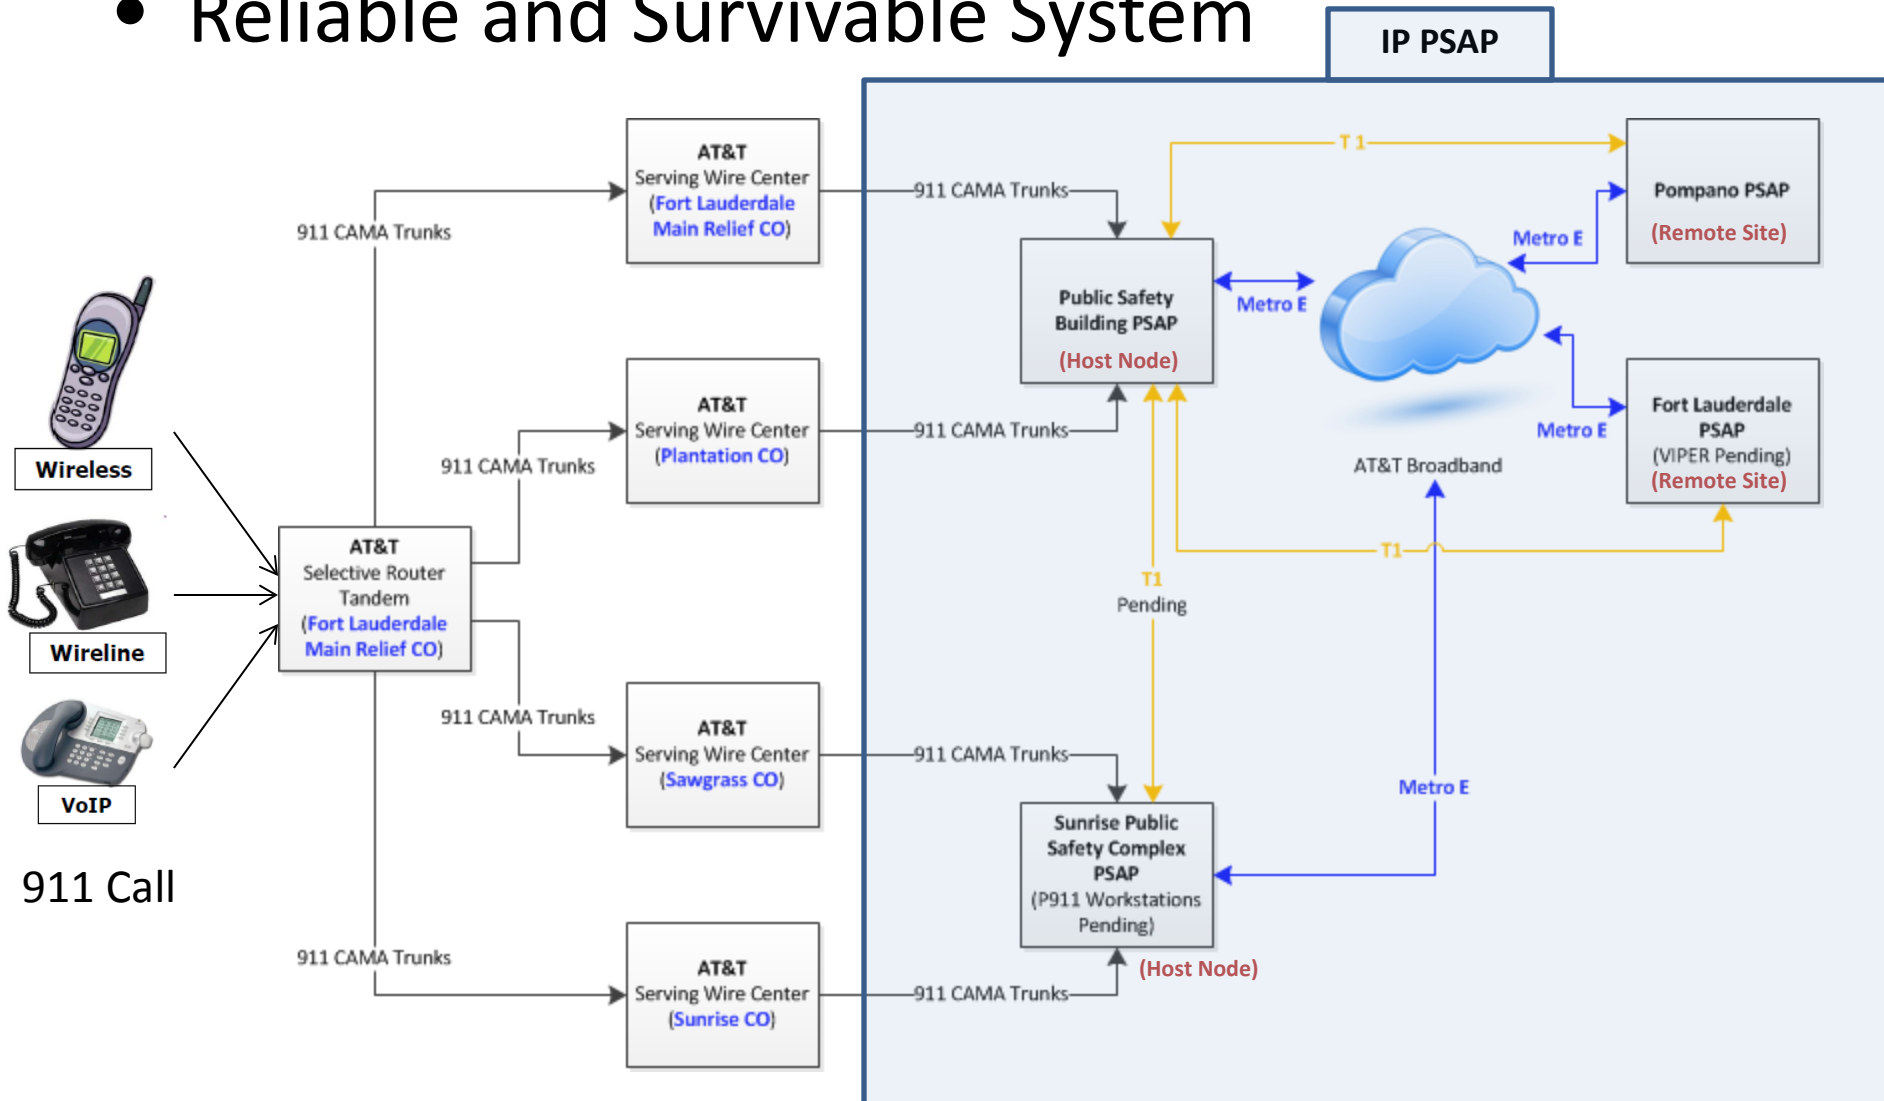 • Reliable and Survivable System
IP PSAP
AT&T
Serving Wire Center
(Fort Lauderdale
Main Relief CO)
911 CAMA Trunks
T 1
Pompano PSAP
(Remote Site)
911 CAMA Trunks
Metro E
Public Safety
Building PSAP
(Host Node)
Metro E
AT&T
Serving Wire Center
(Plantation CO)
911 CAMA Trunks
911 CAMA Trunks
Fort Lauderdale
PSAP
(VIPER Pending)
(Remote Site)
Metro E
AT&T Broadband
Wireless
Wireline
VoIP
911 Call
AT&T
Selective Router
Tandem
(Fort Lauderdale
Main Relief CO)
T1
T1
Pending
911 CAMA Trunks
AT&T
Serving Wire Center
(Sawgrass CO)
911 CAMA Trunks
Metro E
Sunrise Public
Safety Complex
PSAP
(P911 Workstations
Pending)
(Host Node)
911 CAMA Trunks
AT&T
Serving Wire Center
(Sunrise CO)
911 CAMA Trunks